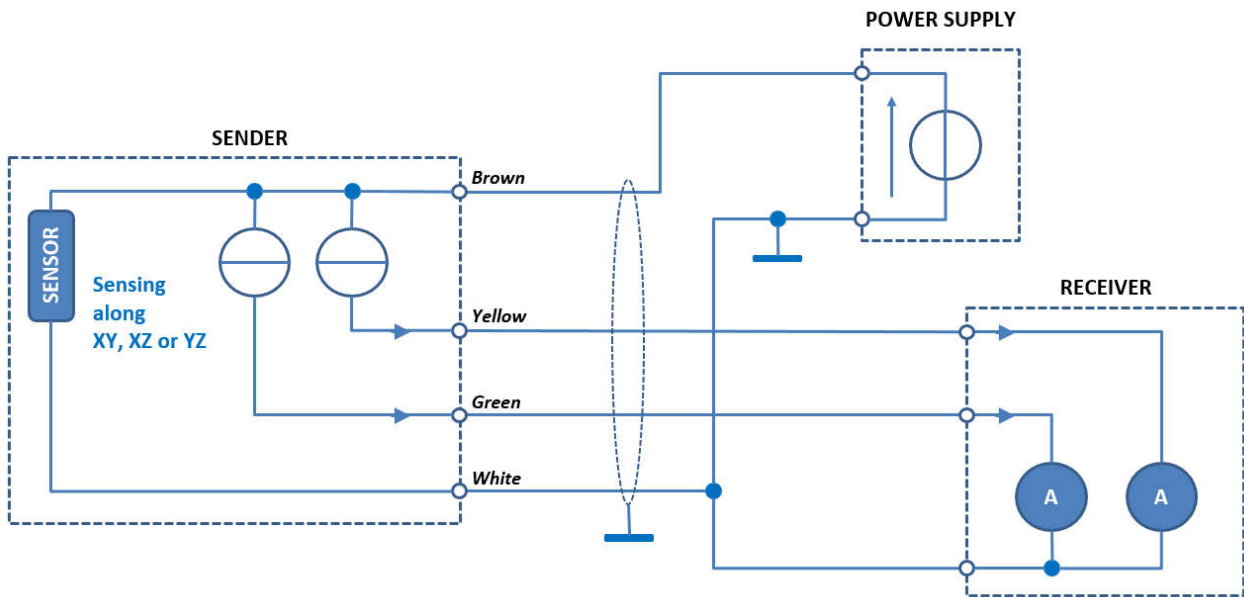 POWER SUPPLY
SENDER
Brown
SENSOR
Sensing
along
XY, XZ or YZ
RECEIVER
Yellow
Green
White
A
A